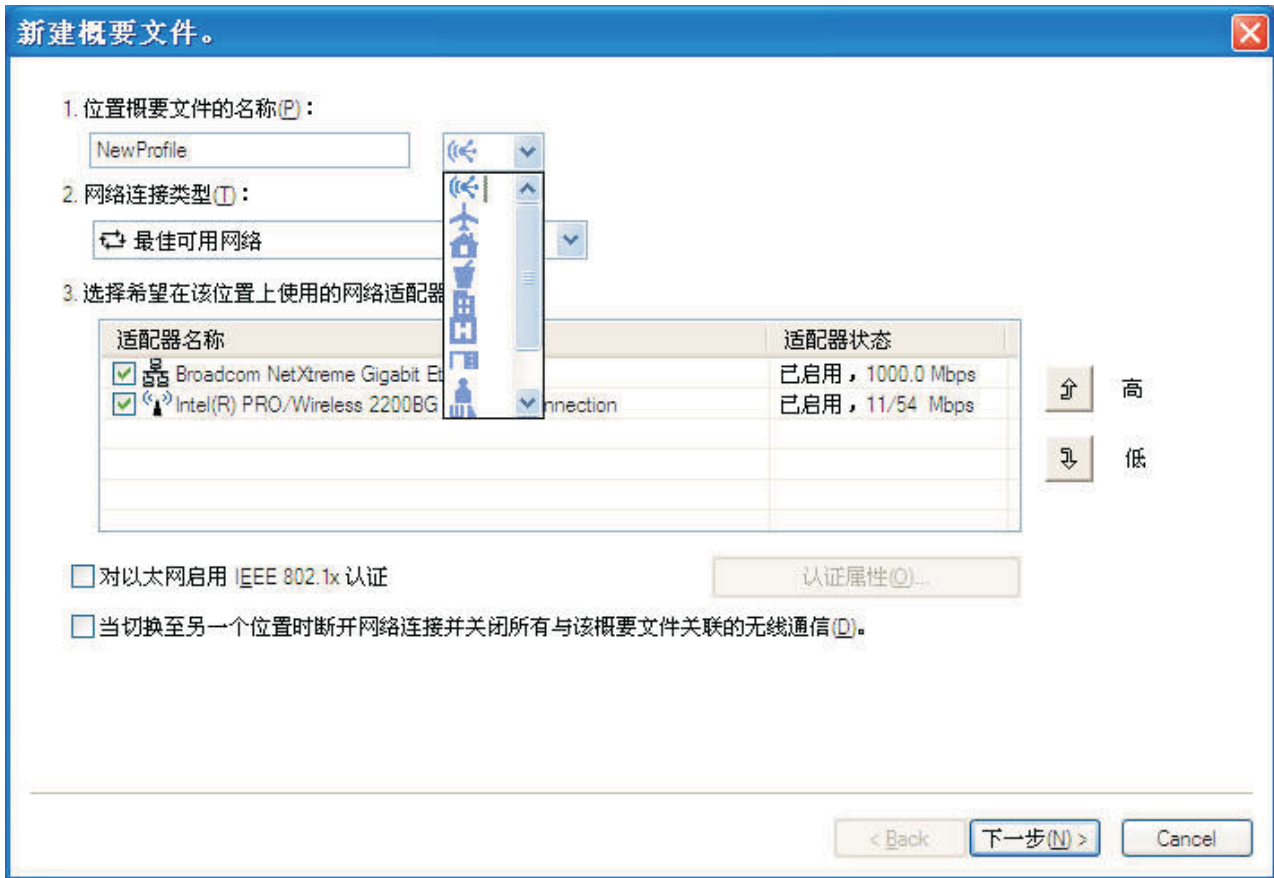 新建概要文件。
1. 位置概要文件的名称(P)：
NewProfile
2. 网络连接类型(T)：
最佳可用网络
3. 选择希望在该位置上使用的网络适配器
适配器名称 适配器状态
Broadcom NetXtreme Gigabit Et 已启用，1000.0 Mbps
Intel(R) PRO/Wireless 2200BG nnection 已启用，11/54 Mbps
高
低
对以太网启用 IEEE 802.1x 认证 认证属性(O)...
当切换至另一个位置时断开网络连接并关闭所有与该概要文件关联的无线通信(D)。
< Back 下一步(N) > Cancel